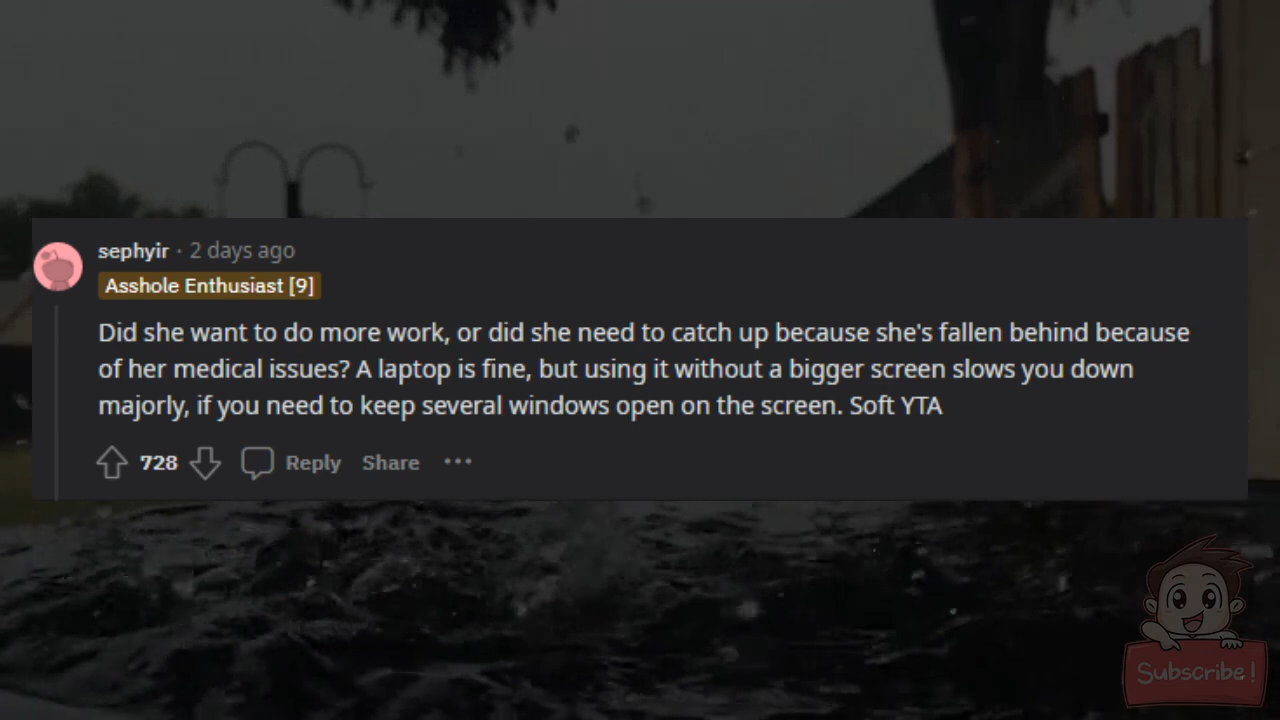 sephyir · 2 days ago
Asshole Enthusiast [9]
Did she want to do more work, or did she need to catch up because she's fallen behind because
of her medical issues? A laptop is fine, but using it without a bigger screen slows you down
majorly, if you need to keep several windows open on the screen. Soft YTA
728 Reply Share ···
Subscribe!